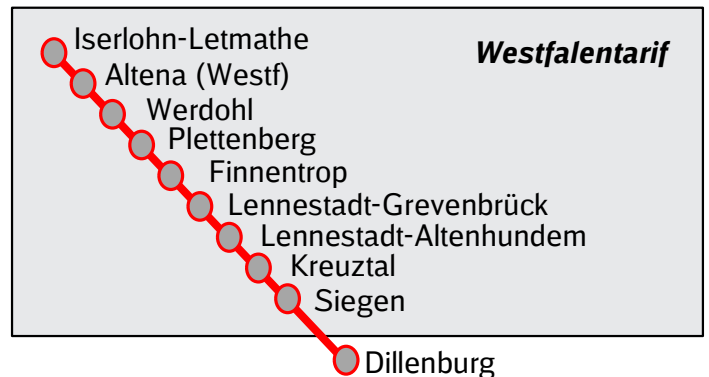 Iserlohn-Letmathe
Westfalentarif
Altena (Westf)
Werdohl
Plettenberg
Finnentrop
Lennestadt-Grevenbrück
Lennestadt-Altenhundem
Kreuztal
Siegen
Dillenburg